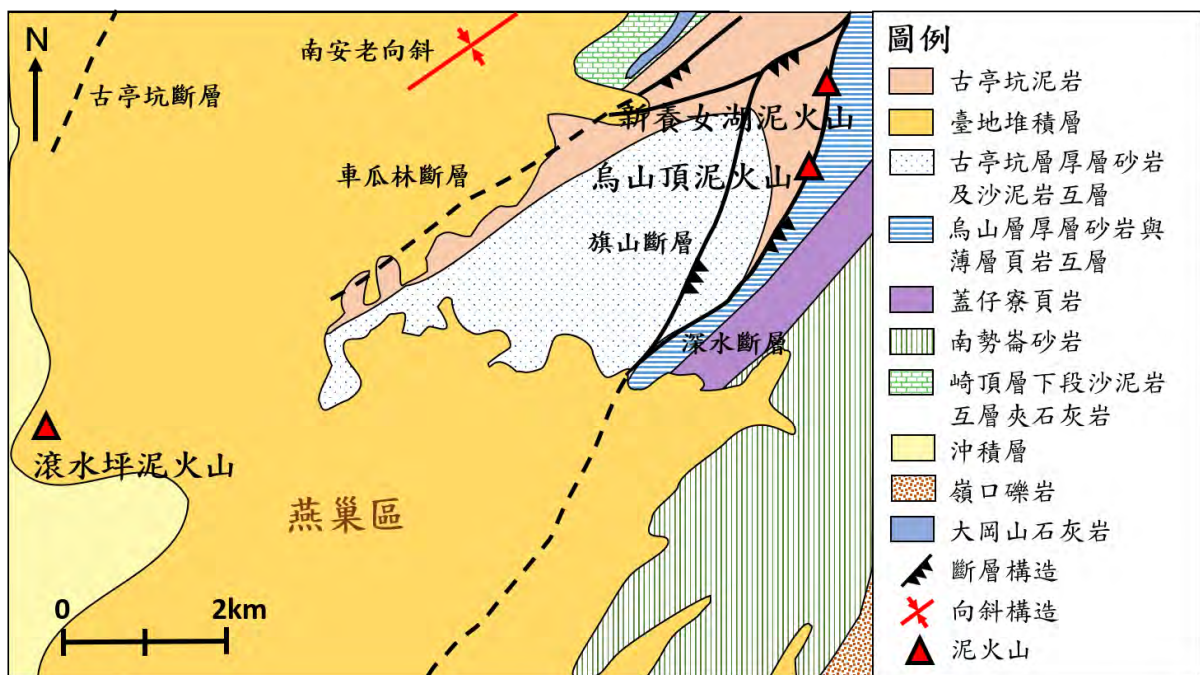 N
古亭坑斷層
南安老向斜
新養女湖泥火山
車瓜林斷層
烏山頂泥火山
旗山斷層
深水斷層
滾水坪泥火山
燕巢區
0 2km
圖例
古亭坑泥岩
臺地堆積層
古亭坑層厚層砂岩
及沙泥岩互層
烏山層厚層砂岩與
薄層頁岩互層
蓋仔寮頁岩
南勢崙砂岩
崎頂層下段沙泥岩
互層夾石灰岩
沖積層
嶺口礫岩
大岡山石灰岩
斷層構造
向斜構造
泥火山